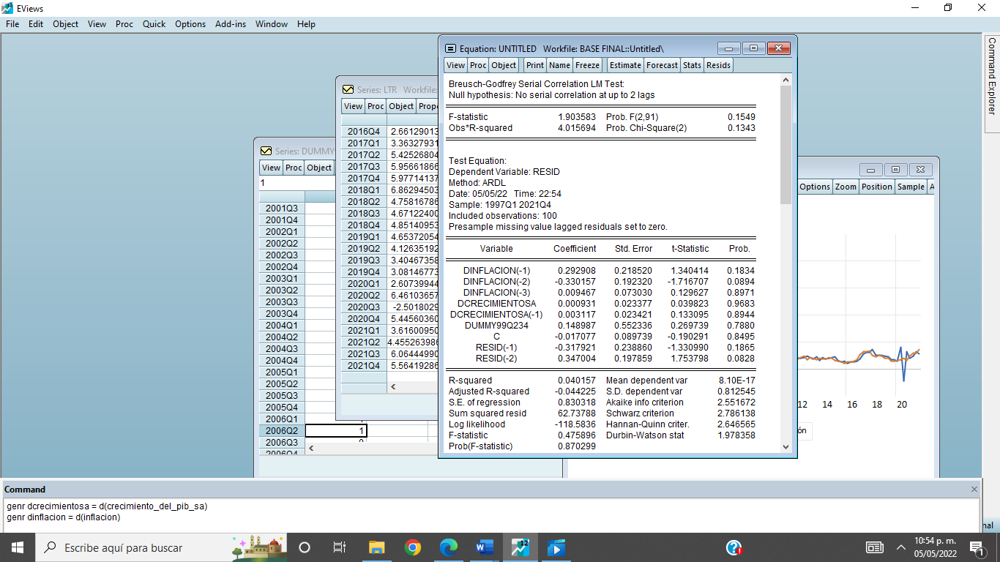 EViews
File Edit Object View Proc Quick Options Add-ins Window Help
Command Explorer
Series: DUMMY
View Proc Object
1
2001Q3
2001Q4
2002Q1
2002Q2
2002Q3
2002Q4
2003Q1
2003Q2
2003Q3
2003Q4
2004Q1
2004Q2
2004Q3
2004Q4
2005Q1
2005Q2
2005Q3
2005Q4
2006Q1
2006Q2 1
2006Q3
2006Q4
Series: LTR Workfile:
View Proc Object Prope
2016Q4 2.66129013
2017Q1 3.36327931
2017Q2 5.42526804
2017Q3 5.95661866
2017Q4 5.97714137
2018Q1 6.86294503
2018Q2 4.75816786
2018Q3 4.67122400
2018Q4 4.85140953
2019Q1 4.65372054
2019Q2 4.12635192
2019Q3 3.40467358
2019Q4 3.08146773
2020Q1 2.60739944
2020Q2 6.46103657
2020Q3 -2.5018029
2020Q4 5.44560360
2021Q1 3.61600950
2021Q2 4.455263986
2021Q3 6.06444990
2021Q4 5.56419286
Equation: UNTITLED Workfile: BASE FINAL::Untitled\
View Proc Object Print Name Freeze Estimate Forecast Stats Resids
Breusch-Godfrey Serial Correlation LM Test:
Null hypothesis: No serial correlation at up to 2 lags
F-statistic 1.903583 Prob. F(2,91) 0.1549
Obs*R-squared 4.015694 Prob. Chi-Square(2) 0.1343
Test Equation:
Dependent Variable: RESID
Method: ARDL
Date: 05/05/22 Time: 22:54
Sample: 1997Q1 2021Q4
Included observations: 100
Presample missing value lagged residuals set to zero.
Variable Coefficient Std. Error t-Statistic Prob.
DINFLACION(-1) 0.292908 0.218520 1.340414 0.1834
DINFLACION(-2) -0.330157 0.192320 -1.716707 0.0894
DINFLACION(-3) 0.009467 0.073030 0.129627 0.8971
DCRECIMIENTOSA 0.000931 0.023377 0.039823 0.9683
DCRECIMIENTOSA(-1) 0.003117 0.023421 0.133095 0.8944
DUMMY99Q234 0.148987 0.552336 0.269739 0.7880
C -0.017077 0.089739 -0.190291 0.8495
RESID(-1) -0.317921 0.238860 -1.330990 0.1865
RESID(-2) 0.347004 0.197859 1.753798 0.0828
R-squared 0.040157 Mean dependent var 8.10E-17
Adjusted R-squared -0.044225 S.D. dependent var 0.812545
S.E. of regression 0.830318 Akaike info criterion 2.551672
Sum squared resid 62.73788 Schwarz criterion 2.786138
Log likelihood -118.5836 Hannan-Quinn criter. 2.646565
F-statistic 0.475896 Durbin-Watson stat 1.978358
Prob(F-statistic) 0.870299
Options Zoom Position Sample A
12 14 16 18 20
ón
Command
genr dcrecimientosa = d(crecimiento_del_pib_sa)
genr dinflacion = d(inflacion)
nal
Escribe aquí para buscar
12
10:54 p. m.
05/05/2022
1